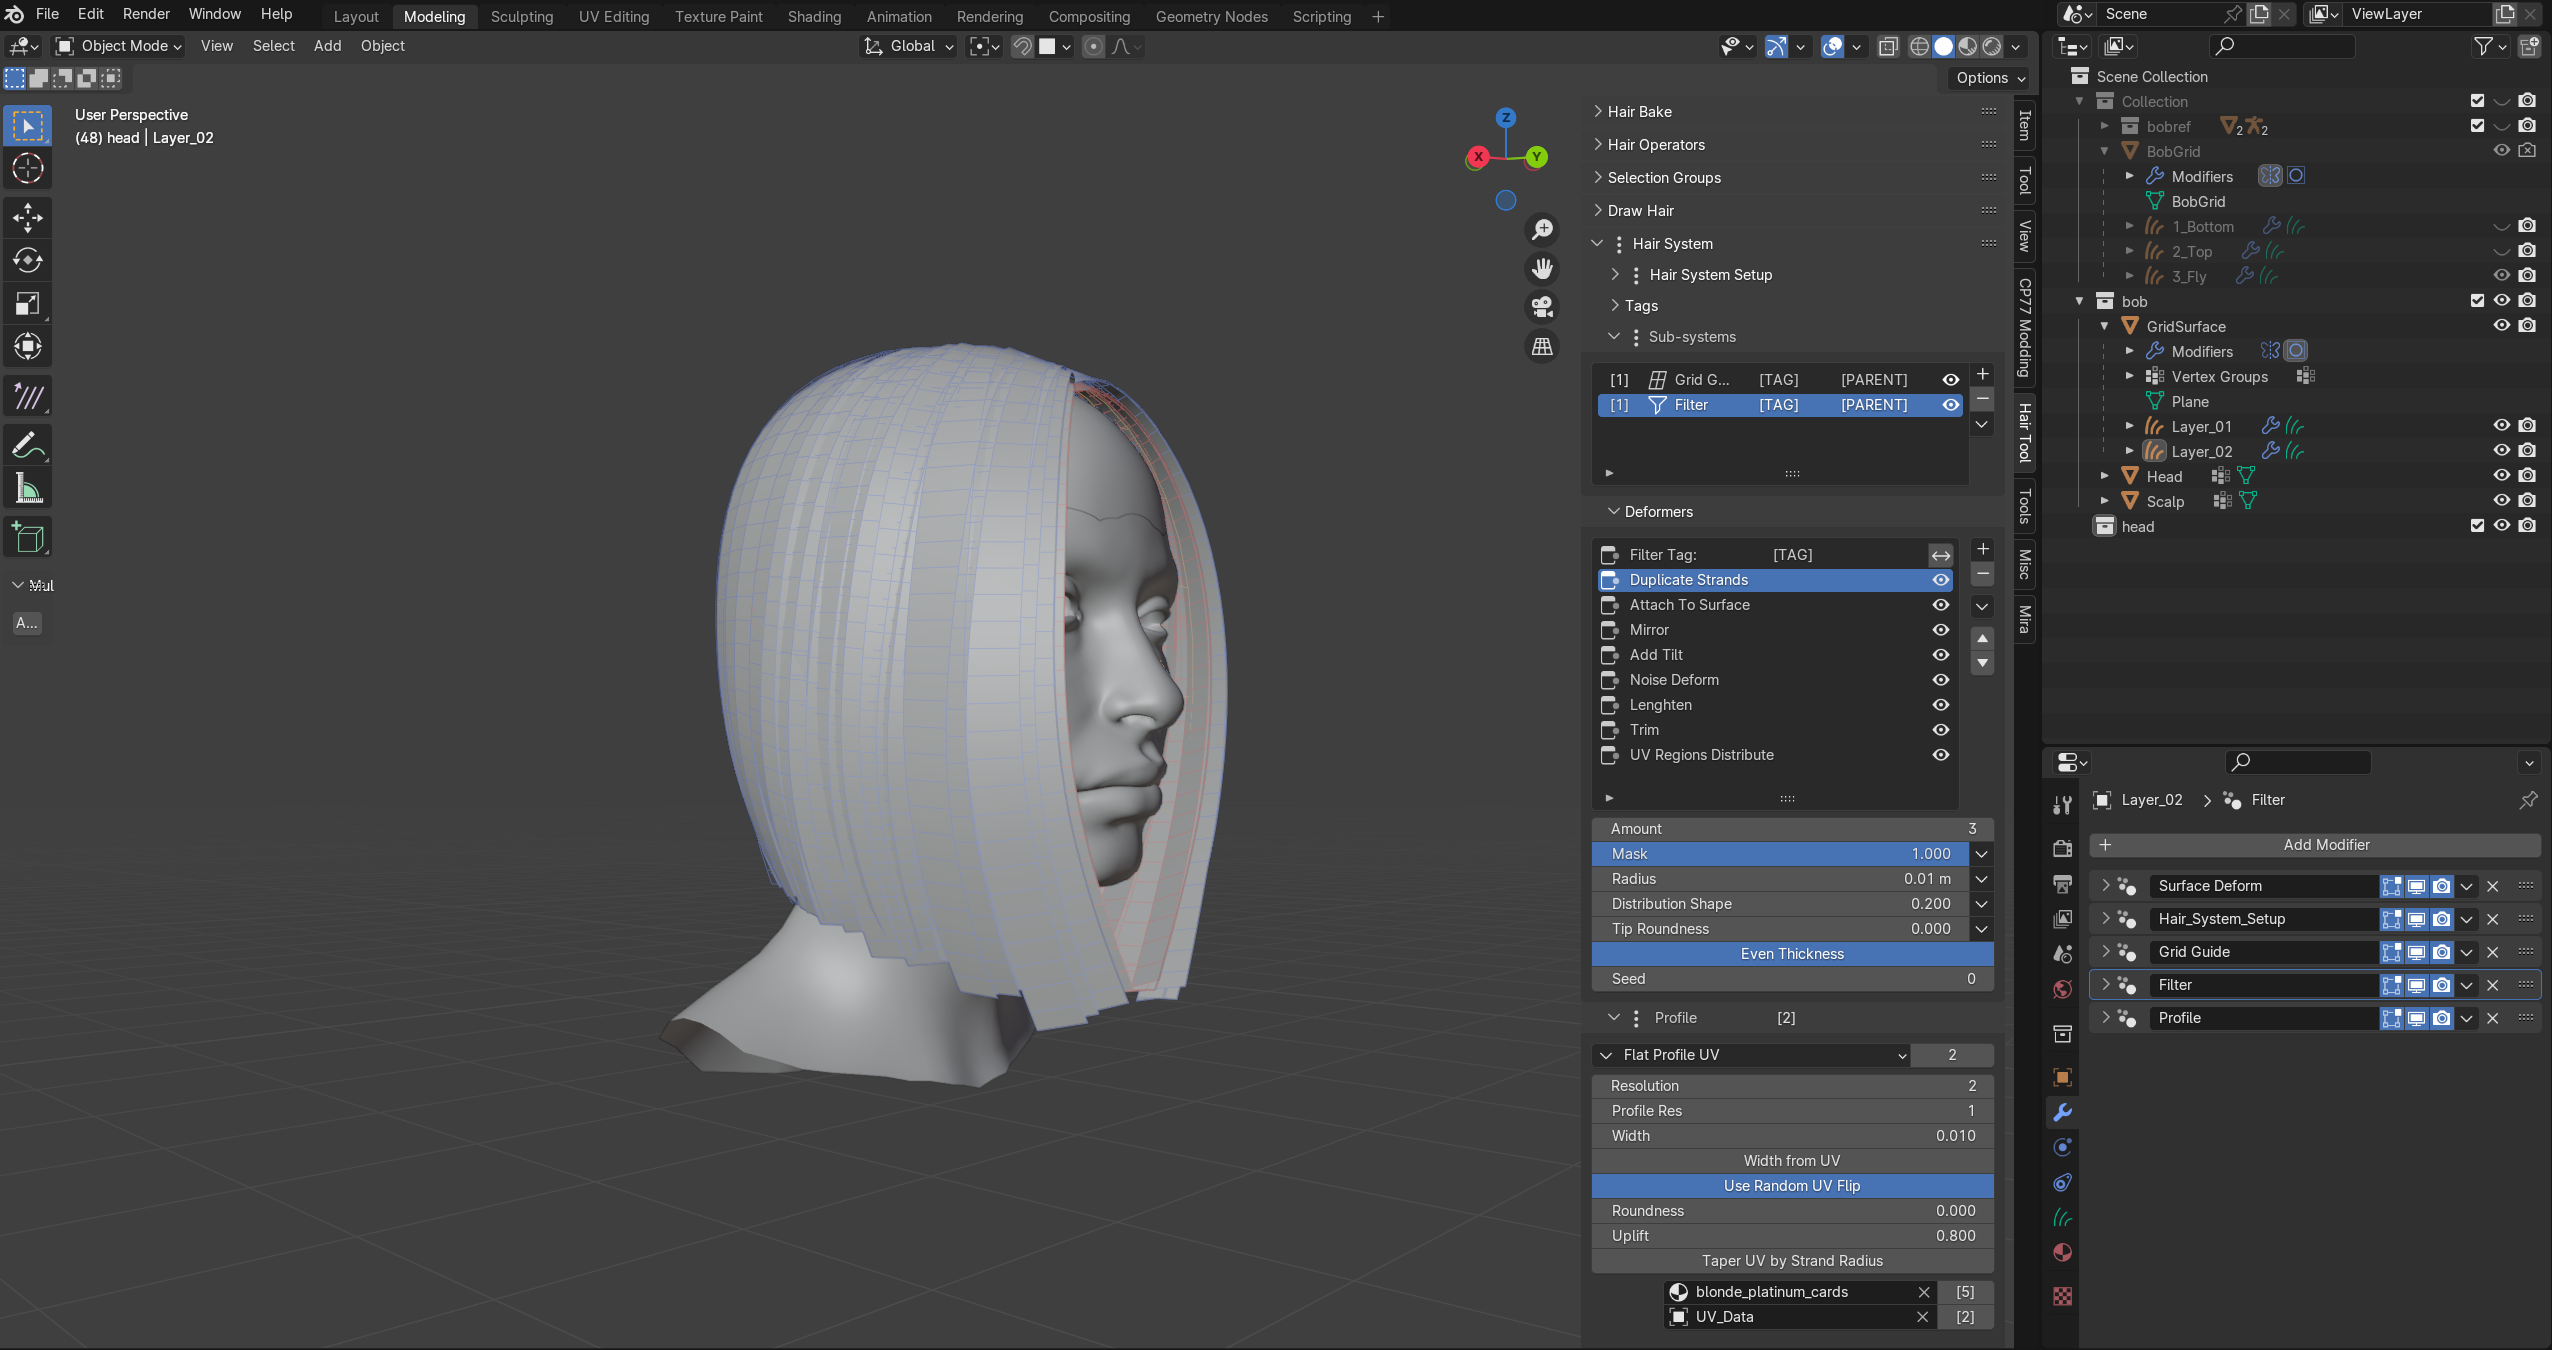 File Edit Render Window Help Layout Modeling Sculpting UV Editing Texture Paint Shading Animation Rendering Compositing Geometry Nodes Scripting + Scene ViewLayer
Object Mode View Select Add Object Global
Options
User Perspective
(48) head | Layer_02
A...
X
Y
Z
Hair Bake
Hair Operators
Selection Groups
Draw Hair
Hair System
Hair System Setup
Tags
Sub-systems
[1] Grid G... [TAG] [PARENT]
[1] Filter [TAG] [PARENT]
Deformers
Filter Tag: [TAG]
Duplicate Strands
Attach To Surface
Mirror
Add Tilt
Noise Deform
Lenghten
Trim
UV Regions Distribute
Amount 3
Mask 1.000
Radius 0.01 m
Distribution Shape 0.200
Tip Roundness 0.000
Even Thickness
Seed 0
Profile [2]
Flat Profile UV 2
Resolution 2
Profile Res 1
Width 0.010
Width from UV
Use Random UV Flip
Roundness 0.000
Uplift 0.800
Taper UV by Strand Radius
blonde_platinum_cards [5]
UV_Data [2]
Item
Tool
View
CP77 Modding
Hair Tool
Tools
Misc
Mira
Scene Collection
Collection
bobref 2 2
BobGrid
Modifiers
BobGrid
1_Bottom
2_Top
3_Fly
bob
GridSurface
Modifiers
Vertex Groups
Plane
Layer_01
Layer_02
Head
Scalp
head
Layer_02 > Filter
+ Add Modifier
Surface Deform
Hair_System_Setup
Grid Guide
Filter
Profile